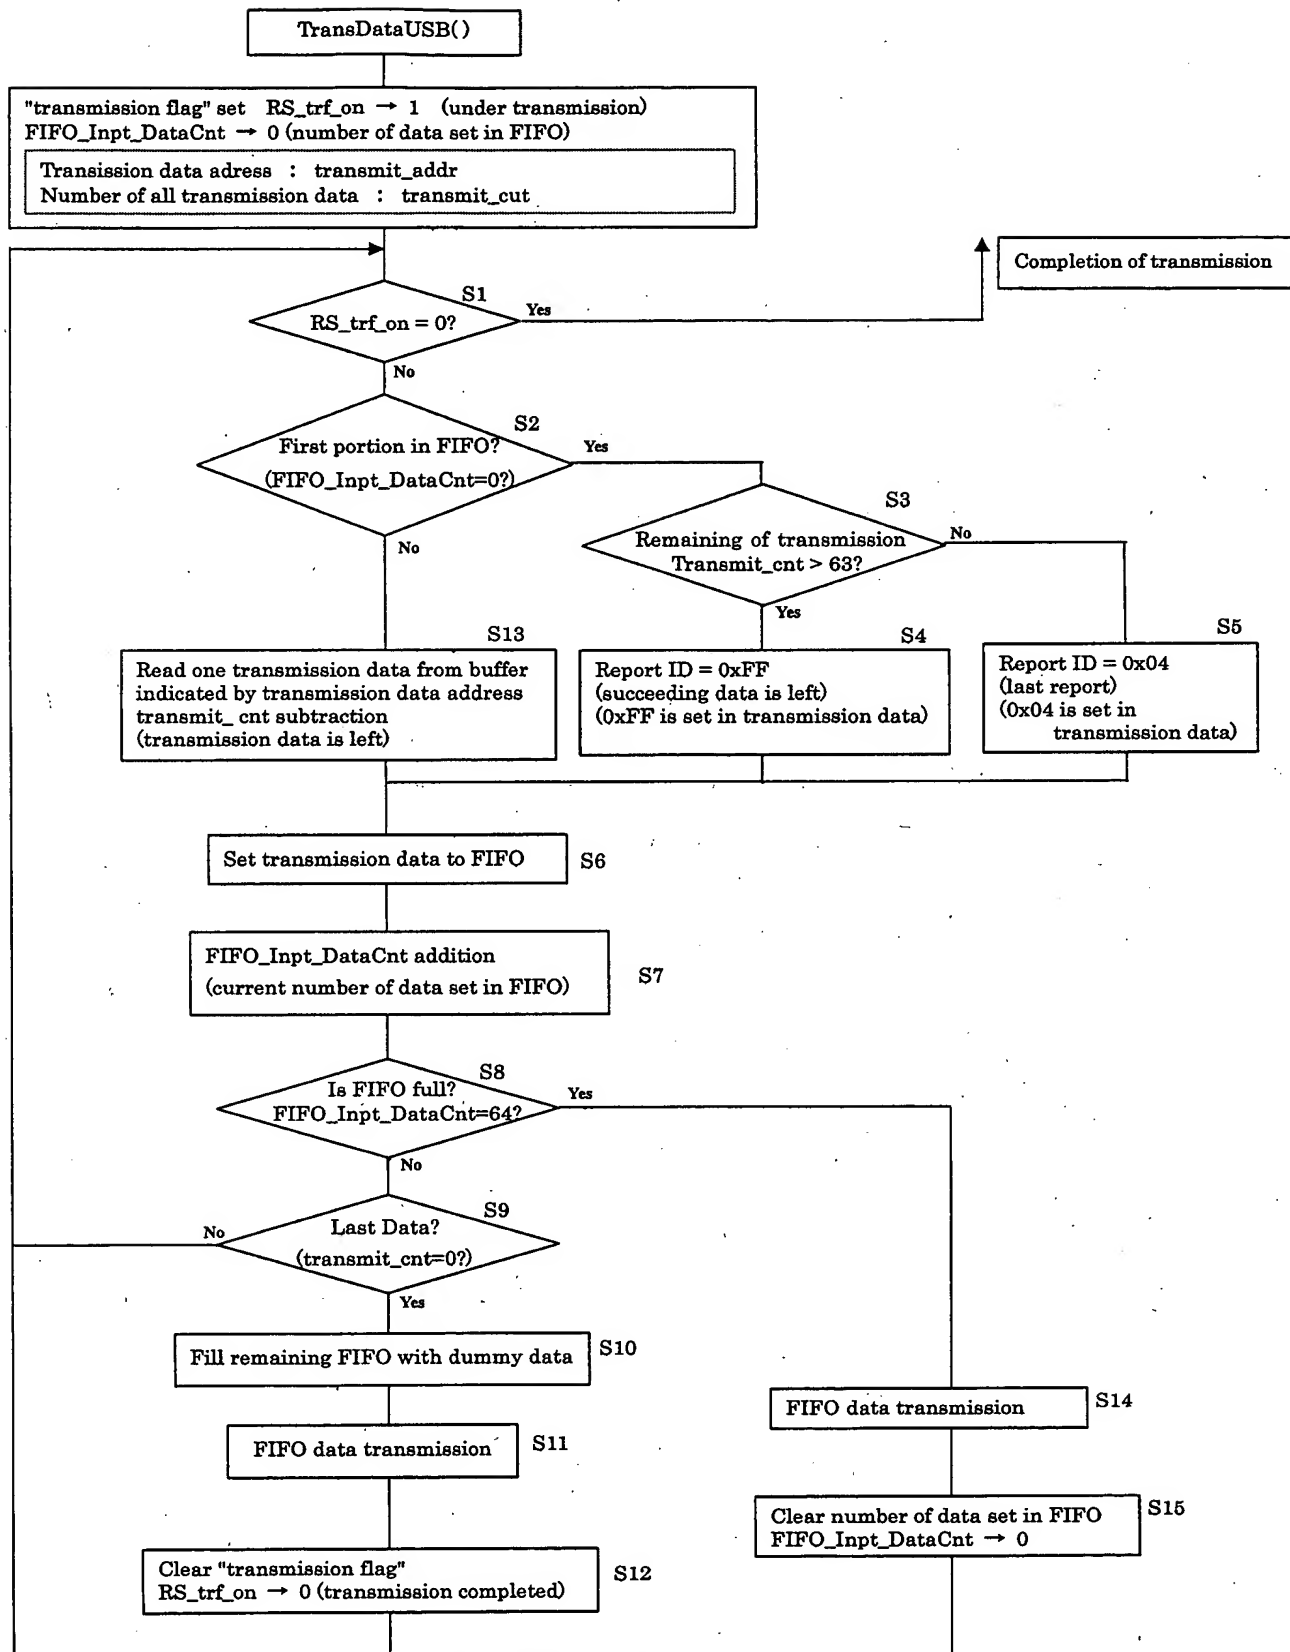 TransDataUSB()
"transmission flag" set RS_trf_on → 1 (under transmission)
FIFO_Inpt_DataCnt → 0 (number of data set in FIFO)
Transission data adress : transmit_addr
Number of all transmission data : transmit_cut
Completion of transmission
S1
Yes
RS_trf_on = 0?
No
S2
First portion in FIFO?
Yes
(FIFO_Inpt_DataCnt=0?)
No
S3
Remaining of transmission
No
Transmit_cnt > 63?
Yes
S13
Read one transmission data from buffer
indicated by transmission data address
transmit_ cnt subtraction
(transmission data is left)
S4
Report ID = 0xFF
(succeeding data is left)
(0xFF is set in transmission data)
S5
Report ID = 0x04
(last report)
(0x04 is set in
transmission data)
Set transmission data to FIFO
S6
FIFO_Inpt_DataCnt addition
(current number of data set in FIFO)
S7
S8
Is FIFO full?
Yes
FIFO_Inpt_DataCnt=64?
No
S9
No
Last Data?
(transmit_cnt=0?)
Yes
Fill remaining FIFO with dummy data
S10
FIFO data transmission
S14
FIFO data transmission
S11
Clear number of data set in FIFO
FIFO_Inpt_DataCnt → 0
S15
Clear "transmission flag"
RS_trf_on → 0 (transmission completed)
S12